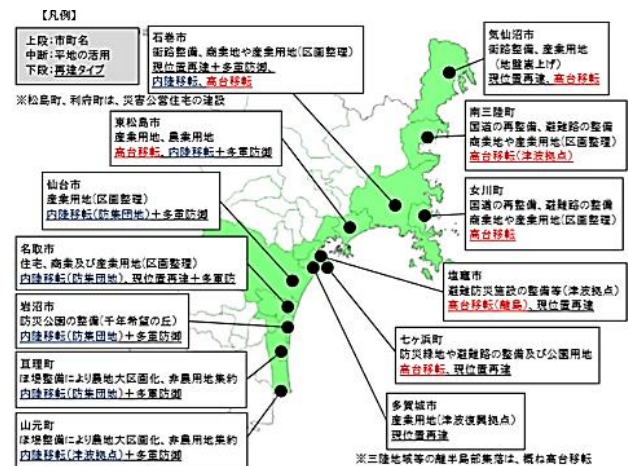 【凡例】
上段:市町名
中断:平地の活用
下段:再建タイプ
※松島町、利府町は、災害公営住宅の建設
石巻市
街路整備、商業地や産業用地(区画整理)
現位置再建+多重防御、
内陸移転、高台移転
気仙沼市
街路整備、産業用地
(地盤嵩上げ)
現位置再建、高台移転
東松島市
産業用地、農業用地
高台移転、内陸移転+多重防御
南三陸町
国道の再整備、避難路の整備
商業地や産業用地(区画整理)
高台移転(津波拠点)
仙台市
産業用地(区画整理)
内陸移転(防集団地)+多重防御
女川町
国道の再整備、避難路の整備
商業地や産業用地(区画整理)
高台移転
名取市
住宅、商業及び産業用地(区画整理)
内陸移転(防集団地)、現位置再建+多重防
塩竈市
避難防災施設の整備等(津波拠点)
高台移転(離島)、現位置再建
岩沼市
防災公園の整備(千年希望の丘)
内陸移転(防集団地)+多重防御
七ヶ浜町
防災緑地や避難路の整備及び公園用地
高台移転、現位置再建
亘理町
ほ場整備により農地大区画化、非農用地集約
内陸移転(防集団地)+多重防御
多賀城市
産業用地(津波復興拠点)
現位置再建
山元町
ほ場整備により農地大区画化、非農用地集約
内陸移転(津波拠点)+多重防御
※三陸地域等の離半島部集落は、概ね高台移転